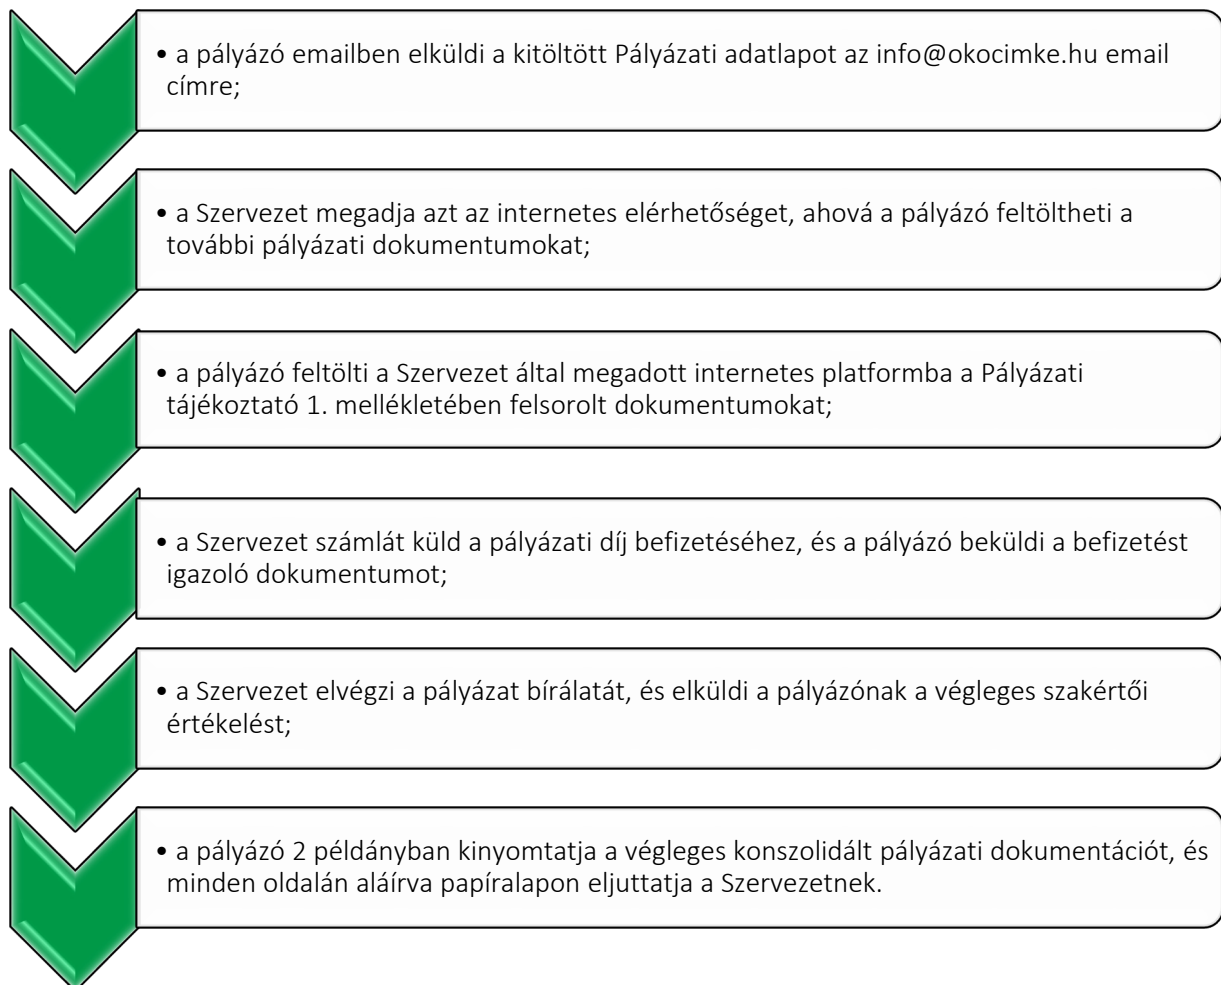 • a pályázó emailben elküldi a kitöltött Pályázati adatlapot az info@okocimke.hu email
címre;
• a Szervezet megadja azt az internetes elérhetőséget, ahová a pályázó feltöltheti a
további pályázati dokumentumokat;
• a pályázó feltölti a Szervezet által megadott internetes platformba a Pályázati
tájékoztató 1. mellékletében felsorolt dokumentumokat;
• a Szervezet számlát küld a pályázati díj befizetéséhez, és a pályázó beküldi a befizetést
igazoló dokumentumot;
• a Szervezet elvégzi a pályázat bírálatát, és elküldi a pályázónak a végleges szakértői
értékelést;
• a pályázó 2 példányban kinyomtatja a végleges konszolidált pályázati dokumentációt, és
minden oldalán aláírva papíralapon eljuttatja a Szervezetnek.